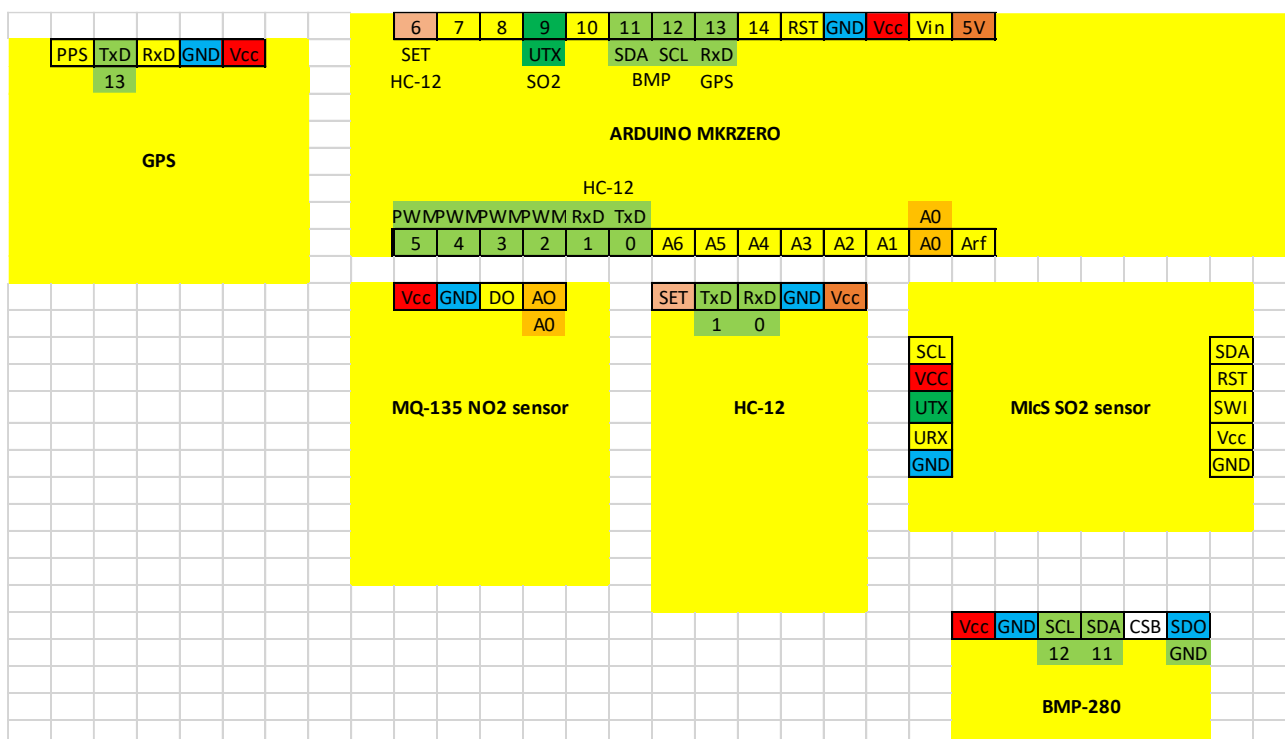 6 7 8 9 10 11 12 13 14 RST GND Vcc Vin 5V
PPS TxD RxD GND Vcc
SET UTX SDA SCL RxD
13
HC-12 SO2 BMP GPS
ARDUINO MKRZERO
GPS
HC-12
PWM PWM PWM PWM RxD TxD A0
5 4 3 2 1 0 A6 A5 A4 A3 A2 A1 A0 Arf
Vcc GND DO AO
SET TxD RxD GND Vcc
A0
1 0
SCL SDA
VCC RST
MQ-135 NO2 sensor
HC-12
UTX MIcS SO2 sensor SWI
URX Vcc
GND GND
Vcc GND SCL SDA CSB SDO
12 11 GND
BMP-280